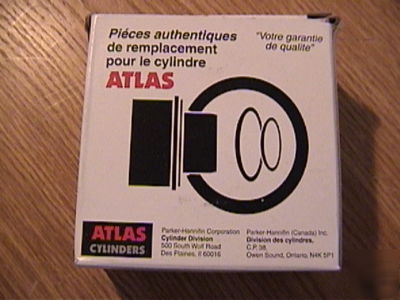 Piéces authentiques
de remplacement
pour le cylindre
ATLAS
"Votre garantie
de qualite"
ATLAS
CYLINDERS
Parker-Hannifin Corporation
Cylinder Division
500 South Wolf Road
Des Plaines, Il 60016
Parker-Hannifin (Canada) Inc.
Division des cylindres,
C.P. 38
Owen Sound, Ontario, N4K 5P1